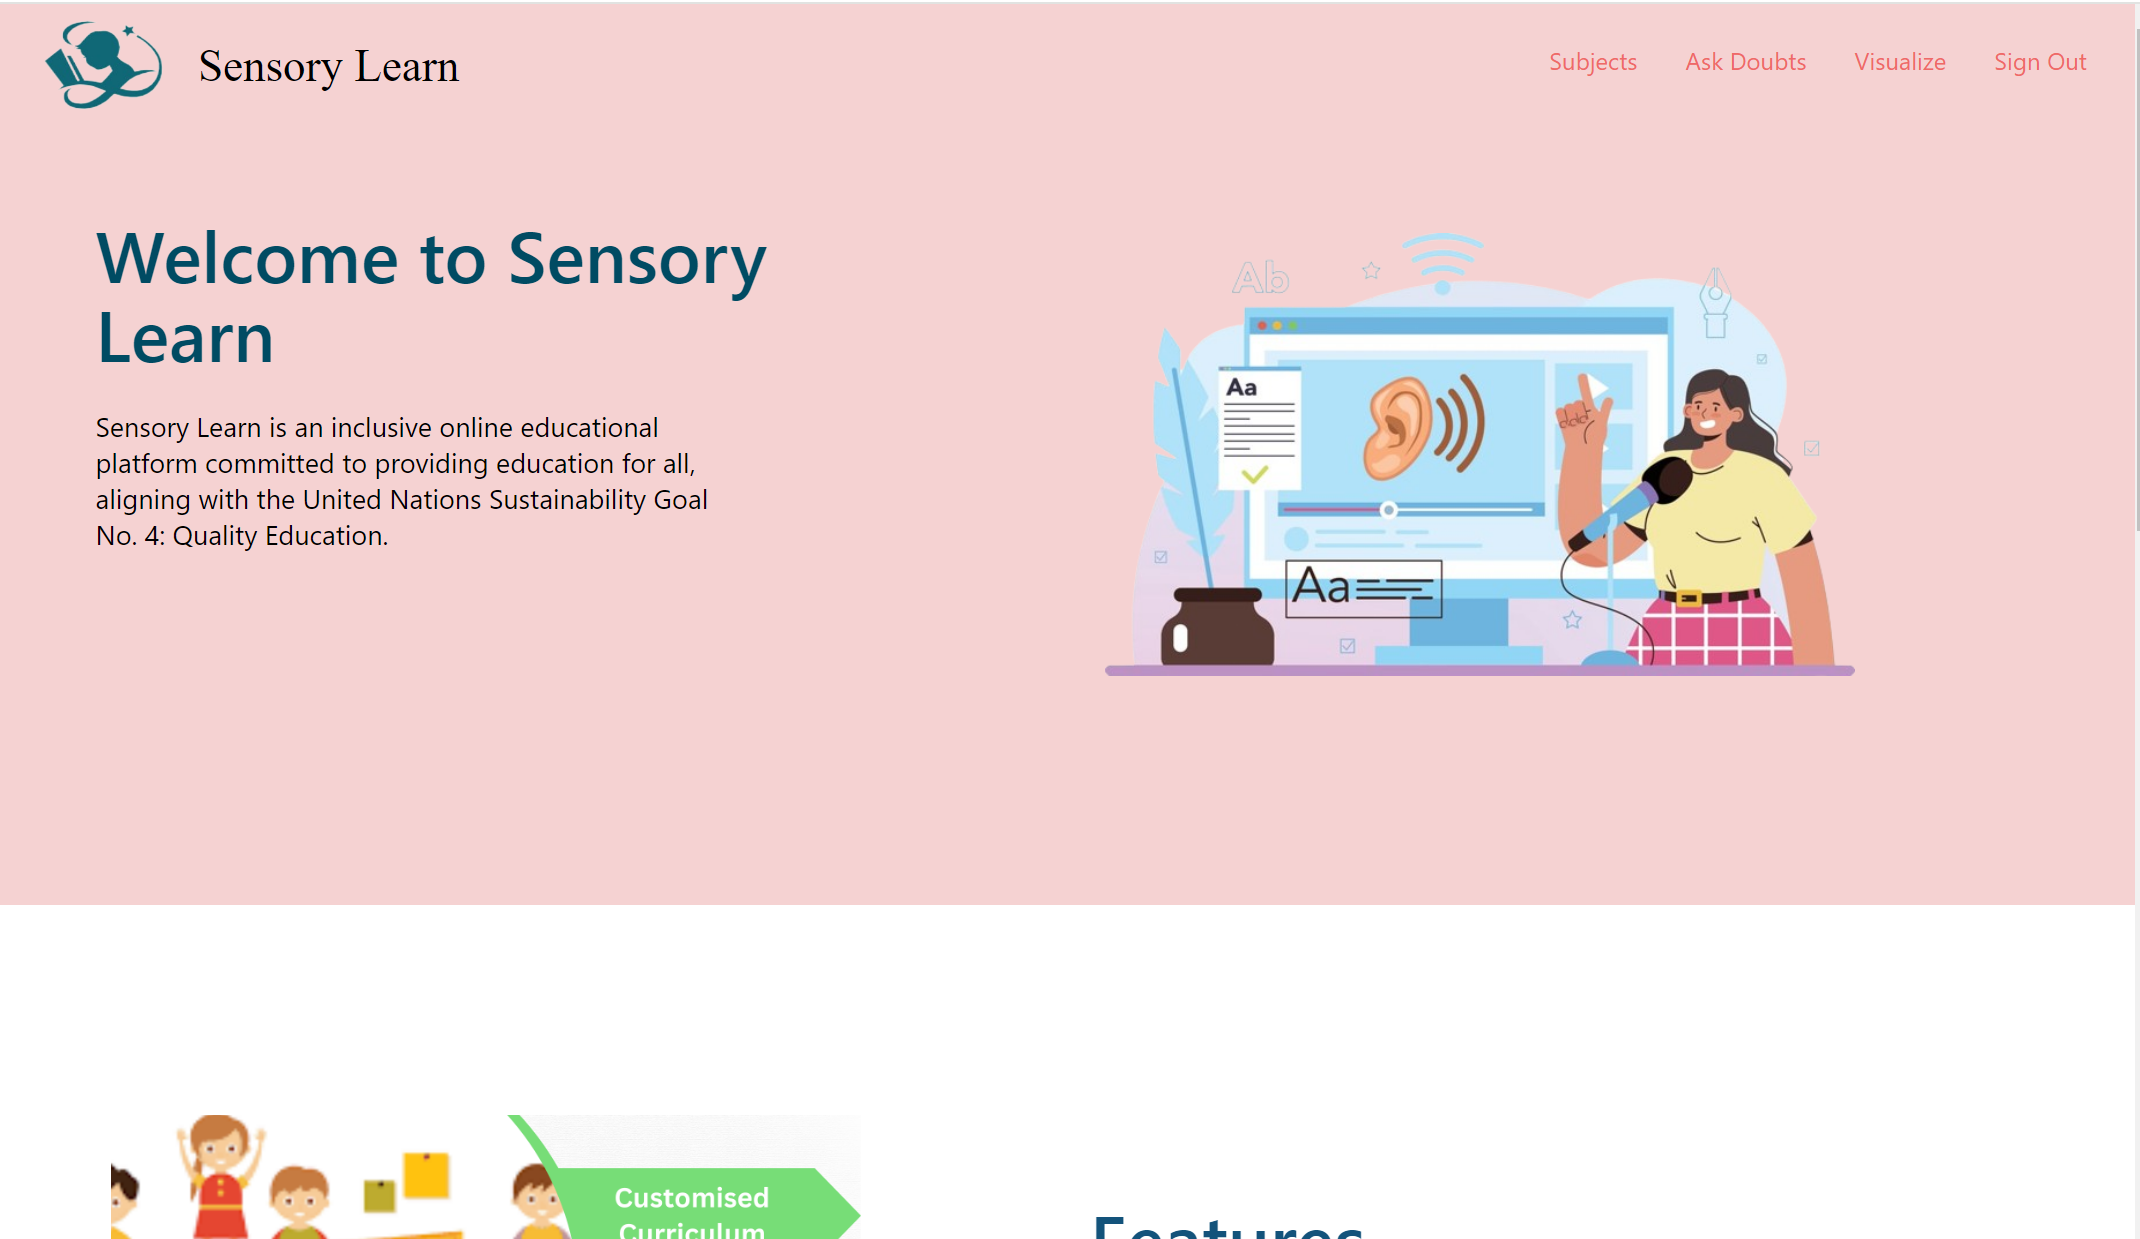 Sensory Learn
Subjects
Ask Doubts
Visualize
Sign Out
Welcome to Sensory
Learn
Sensory Learn is an inclusive online educational
platform committed to providing education for all,
aligning with the United Nations Sustainability Goal
No. 4: Quality Education.
Ab
Aa
Aa
Customised
Curriculum
Features